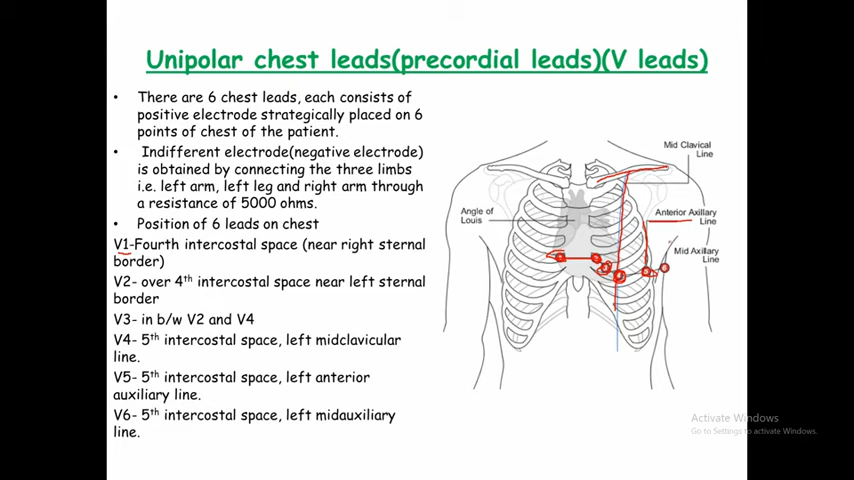 Unipolar chest leads(precordial leads)(V leads)
• There are 6 chest leads, each consists of
positive electrode strategically placed on 6
points of chest of the patient.
• Indifferent electrode(negative electrode)
is obtained by connecting the three limbs
i.e. left arm, left leg and right arm through
a resistance of 5000 ohms.
• Position of 6 leads on chest
V1-Fourth intercostal space (near right sternal
border)
V2- over 4th intercostal space near left sternal
border
V3- in b/w V2 and V4
V4- 5th intercostal space, left midclavicular
line.
V5- 5th intercostal space, left anterior
auxiliary line.
V6- 5th intercostal space, left midauxiliary
line.
Mid Clavical
Line
Angle of
Louis
Anterior Axillary
Line
Mid Axillary
Line
Activate Windows
Go to Settings to activate Windows.